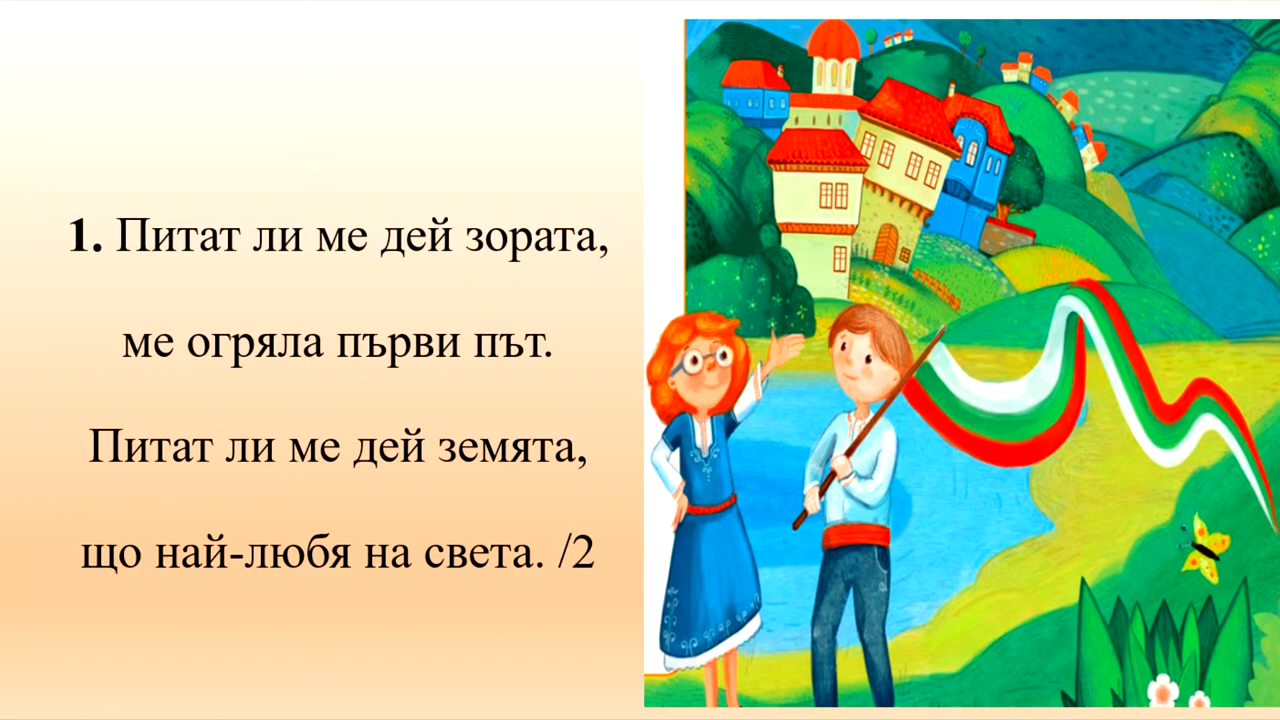 1. Питат ли ме дей зората,
ме огряла първи път.
Питат ли ме дей земята,
що най-любя на света. /2